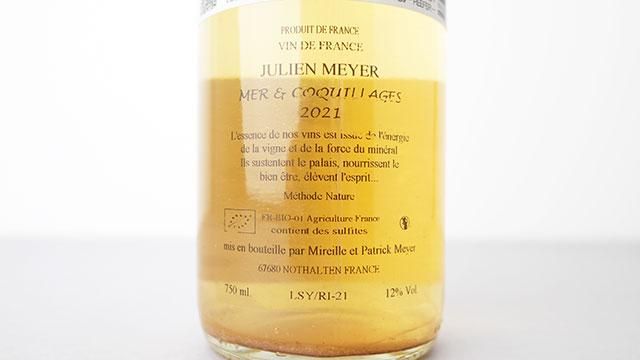 PRODUIT DE FRANCE
VIN DE FRANCE
JULIEN MEYER
MER & COQUILLAGES
2021
L'essence de nos vins est issue de l'énergie
de la vigne et de la force du minéral
Ils sustentent le palais, nourrissent le
bien être, élèvent l'esprit...
Méthode Nature
FR-BIO-01 Agriculture France
contient des sulfites
mis en bouteille par Mireille et Patrick Meyer
67680 NOTHALTEN FRANCE
750 ml. LSY/RI-21 12% Vol.